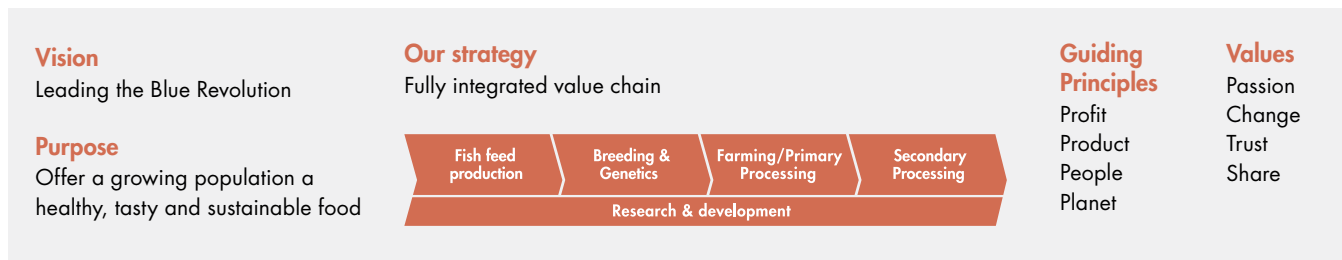 Vision
Leading the Blue Revolution
Purpose
Offer a growing population a
healthy, tasty and sustainable food
Our strategy
Fully integrated value chain
Fish feed
production
Breeding &
Genetics
Farming/Primary
Processing
Secondary
Processing
Research & development
Guiding
Principles
Profit
Product
People
Planet
Values
Passion
Change
Trust
Share